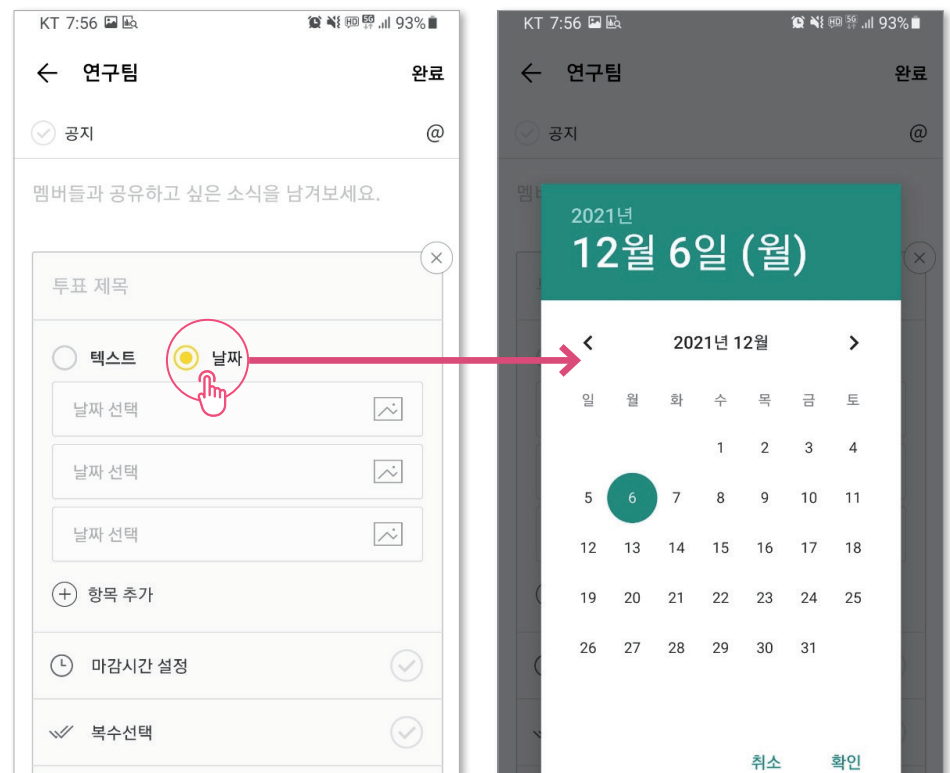 KT 7:56
93%
연구팀 완료
공지 @
멤버들과 공유하고 싶은 소식을 남겨보세요.
투표 제목
텍스트 날짜
날짜 선택
날짜 선택
날짜 선택
항목 추가
마감시간 설정
복수선택
KT 7:56
93%
연구팀 완료
공지 @
2021년
12월 6일 (월)
2021년 12월
일 월 화 수 목 금 토
1 2 3 4
5 6 7 8 9 10 11
12 13 14 15 16 17 18
19 20 21 22 23 24 25
26 27 28 29 30 31
취소 확인